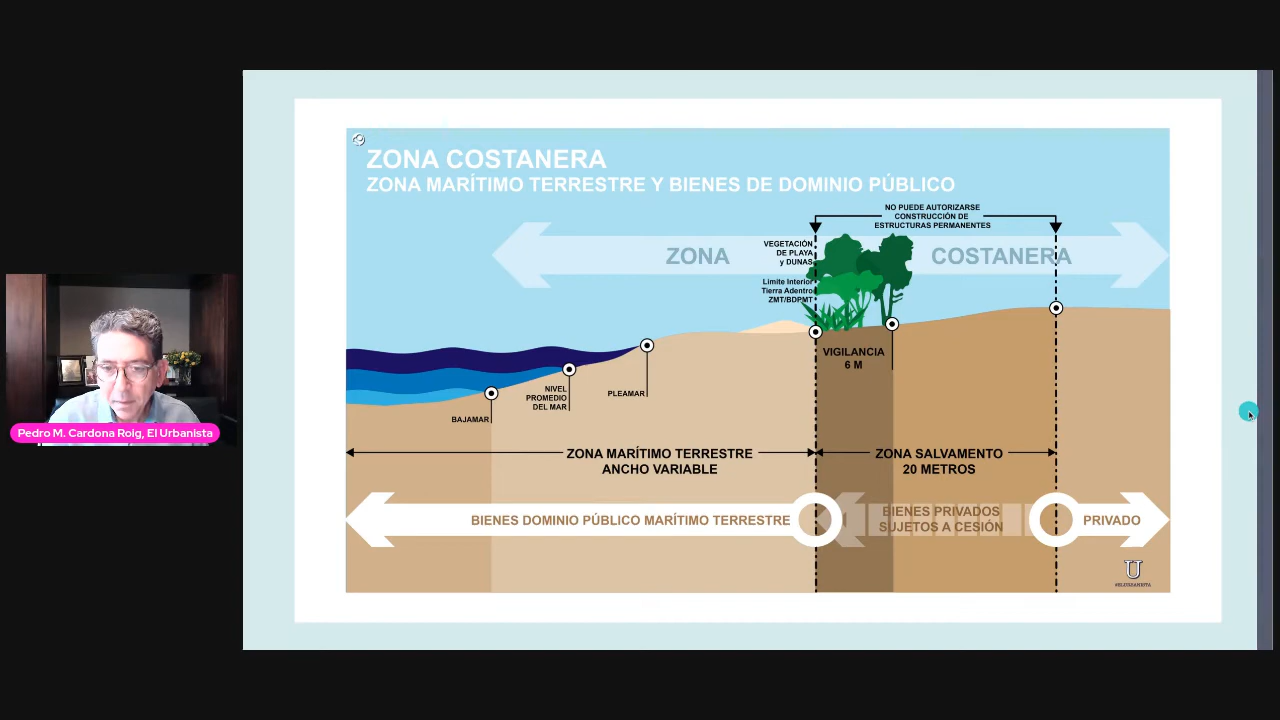 ZONA COSTANERA
ZONA MARÍTIMO TERRESTRE Y BIENES DE DOMINIO PÚBLICO
NO PUEDE AUTORIZARSE
CONSTRUCCIÓN DE
ESTRUCTURAS PERMANENTES
ZONA COSTANERA
VEGETACIÓN
DE PLAYA
y DUNAS
Limite Interior
Tierra Adentro
ZMT/BDPMT
VIGILANCIA
6 M
PLEAMAR
NIVEL
PROMEDIO
DEL MAR
BAJAMAR
Pedro M. Cardona Roig, El Urbanista
ZONA MARÍTIMO TERRESTRE
ANCHO VARIABLE
ZONA SALVAMENTO
20 METROS
BIENES DOMINIO PÚBLICO MARÍTIMO TERRESTRE
BIENES PRIVADOS
SUJETOS A CESIÓN
PRIVADO
U